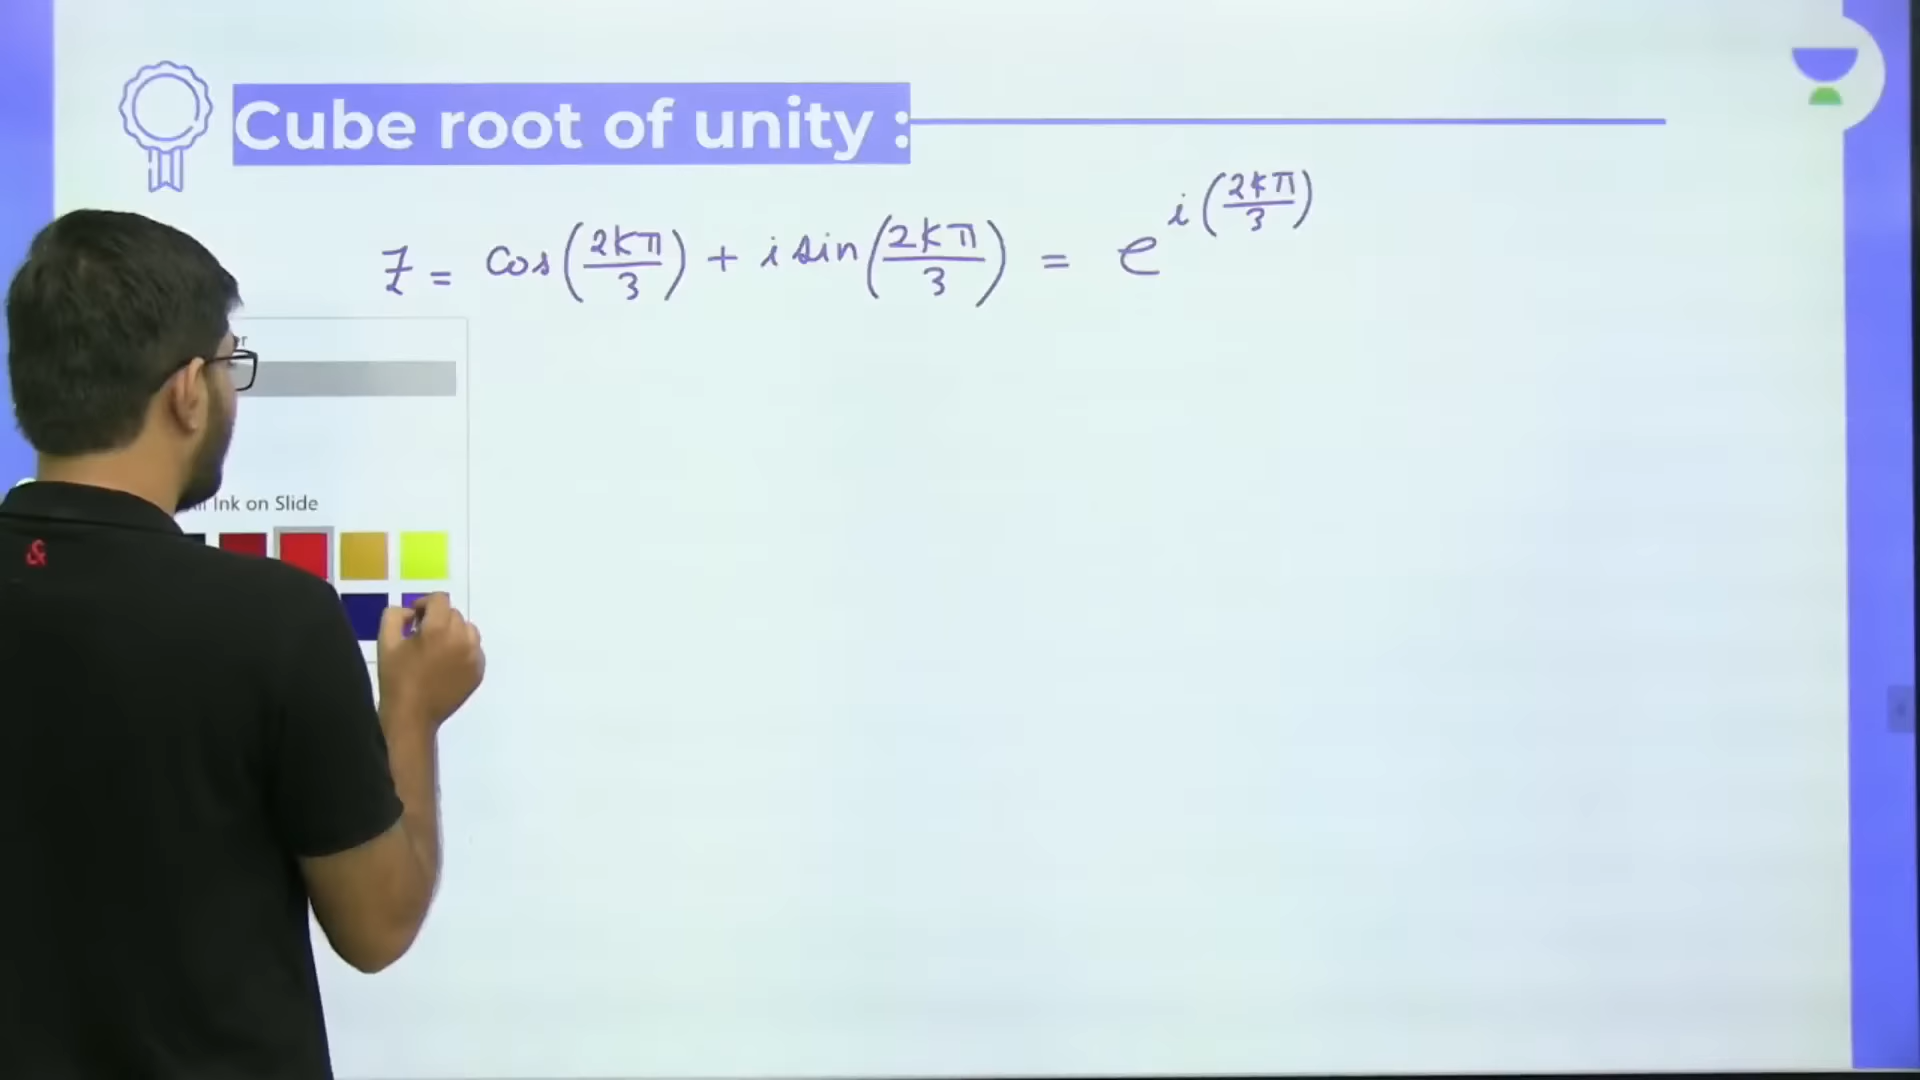 Cube root of unity :
z = cos(2kπ/3) + i sin(2kπ/3) = e^{i(2kπ/3)}
Ink on Slide
&